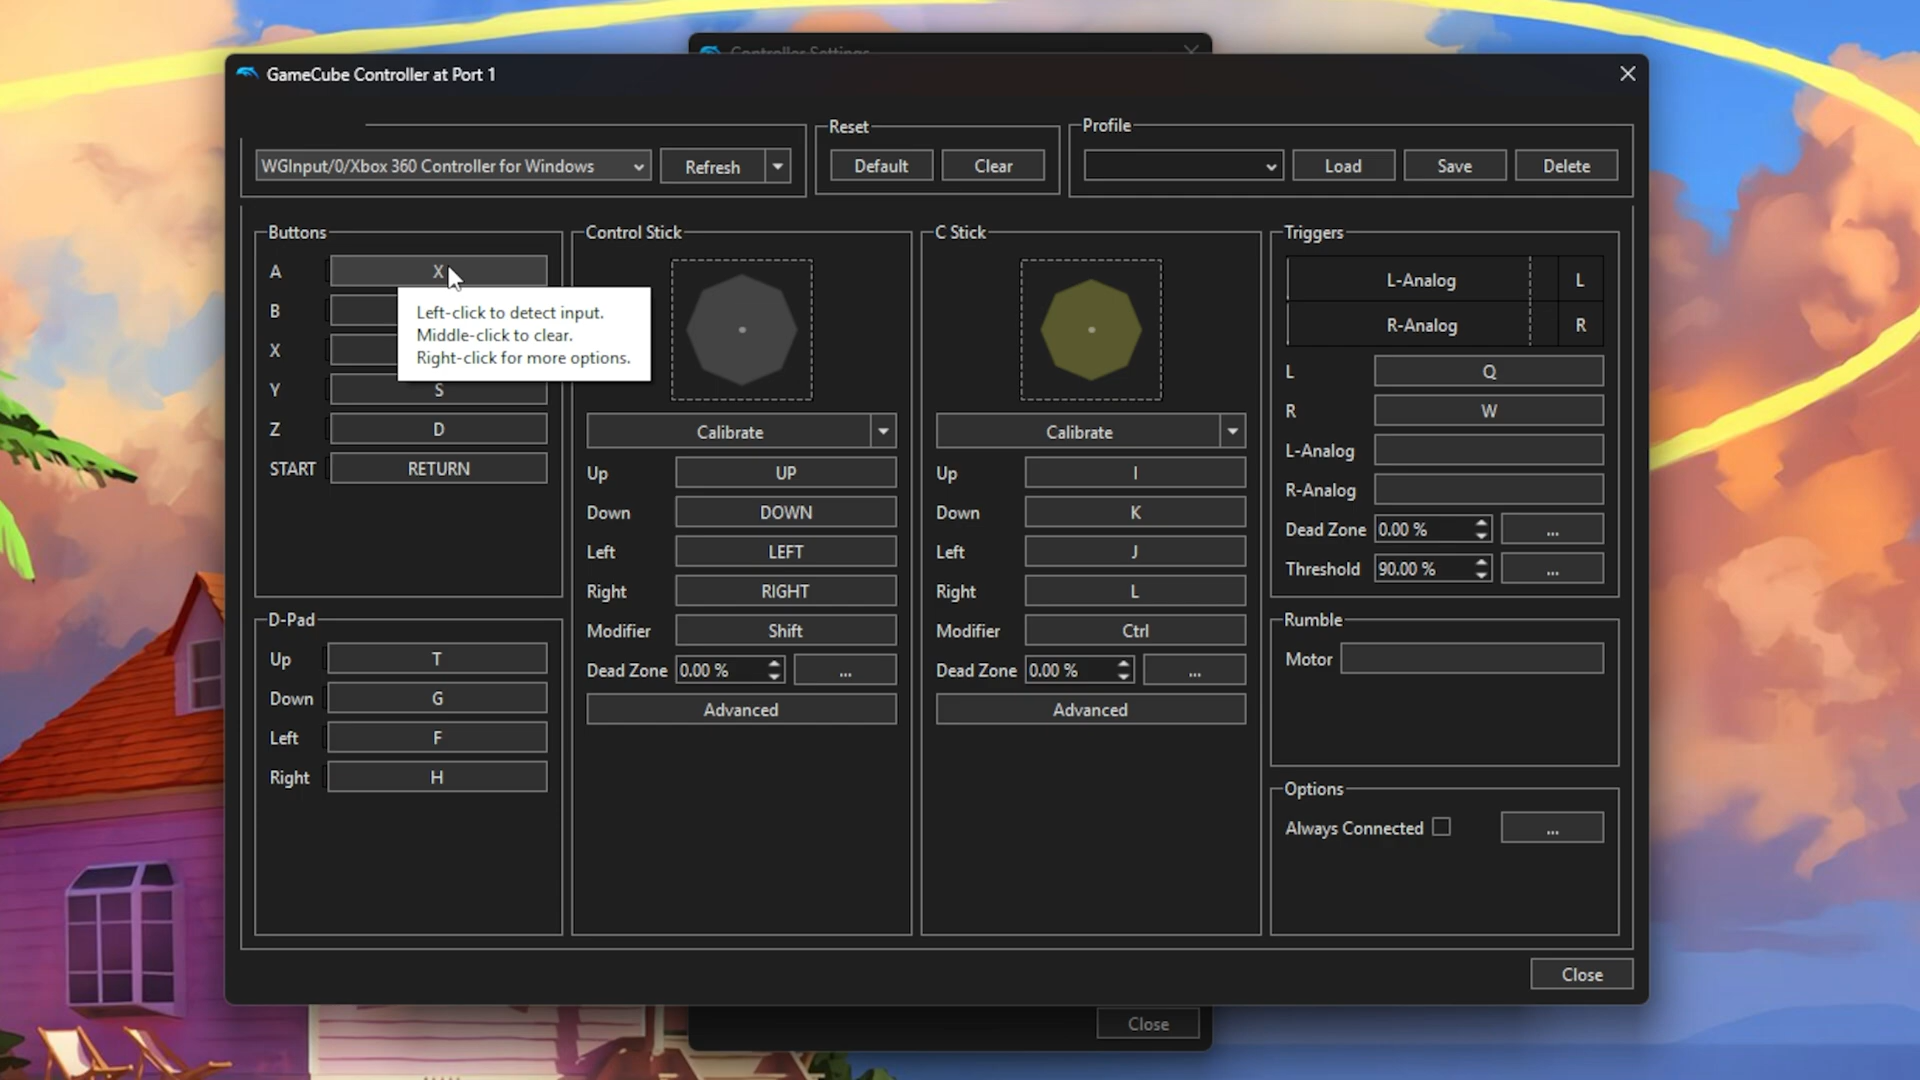 Controller Settings
GameCube Controller at Port 1
WGInput/0/Xbox 360 Controller for Windows
Refresh
Reset
Default
Clear
Profile
Load
Save
Delete
Buttons
A
X
B
X
Y
S
Z
D
START
RETURN
Left-click to detect input.
Middle-click to clear.
Right-click for more options.
D-Pad
Up
T
Down
G
Left
F
Right
H
Control Stick
Calibrate
Up
UP
Down
DOWN
Left
LEFT
Right
RIGHT
Modifier
Shift
Dead Zone
0.00 %
...
Advanced
C Stick
Calibrate
Up
I
Down
K
Left
J
Right
L
Modifier
Ctrl
Dead Zone
0.00 %
...
Advanced
Triggers
L-Analog
L
R-Analog
R
L
Q
R
W
L-Analog
R-Analog
Dead Zone
0.00 %
...
Threshold
90.00 %
...
Rumble
Motor
Options
Always Connected
...
Close
Close